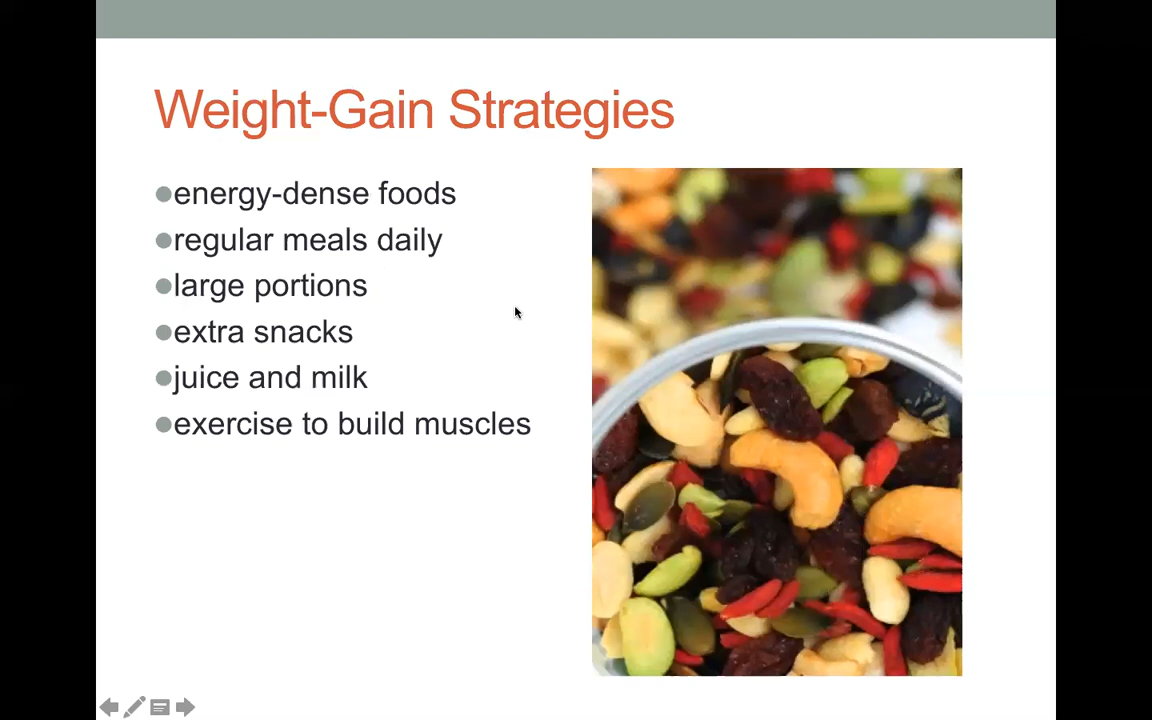 Weight-Gain Strategies
●energy-dense foods
●regular meals daily
●large portions
●extra snacks
●juice and milk
●exercise to build muscles